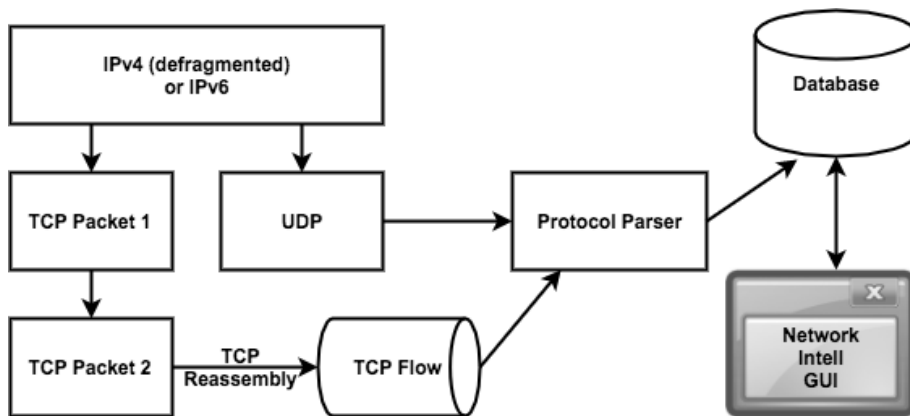 IPv4 (defragmented)
or IPv6
Database
TCP Packet 1
UDP
Protocol Parser
TCP Packet 2
TCP
Reassembly
TCP Flow
Network
Intell
GUI